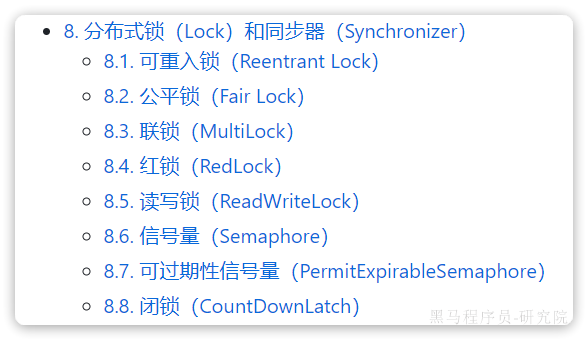 8. 分布式锁（Lock）和同步器（Synchronizer）
8.1. 可重入锁（Reentrant Lock）
8.2. 公平锁（Fair Lock）
8.3. 联锁（MultiLock）
8.4. 红锁（RedLock）
8.5. 读写锁（ReadWriteLock）
8.6. 信号量（Semaphore）
8.7. 可过期性信号量（PermitExpirableSemaphore）
8.8. 闭锁（CountDownLatch）
黑马程序员-研究院